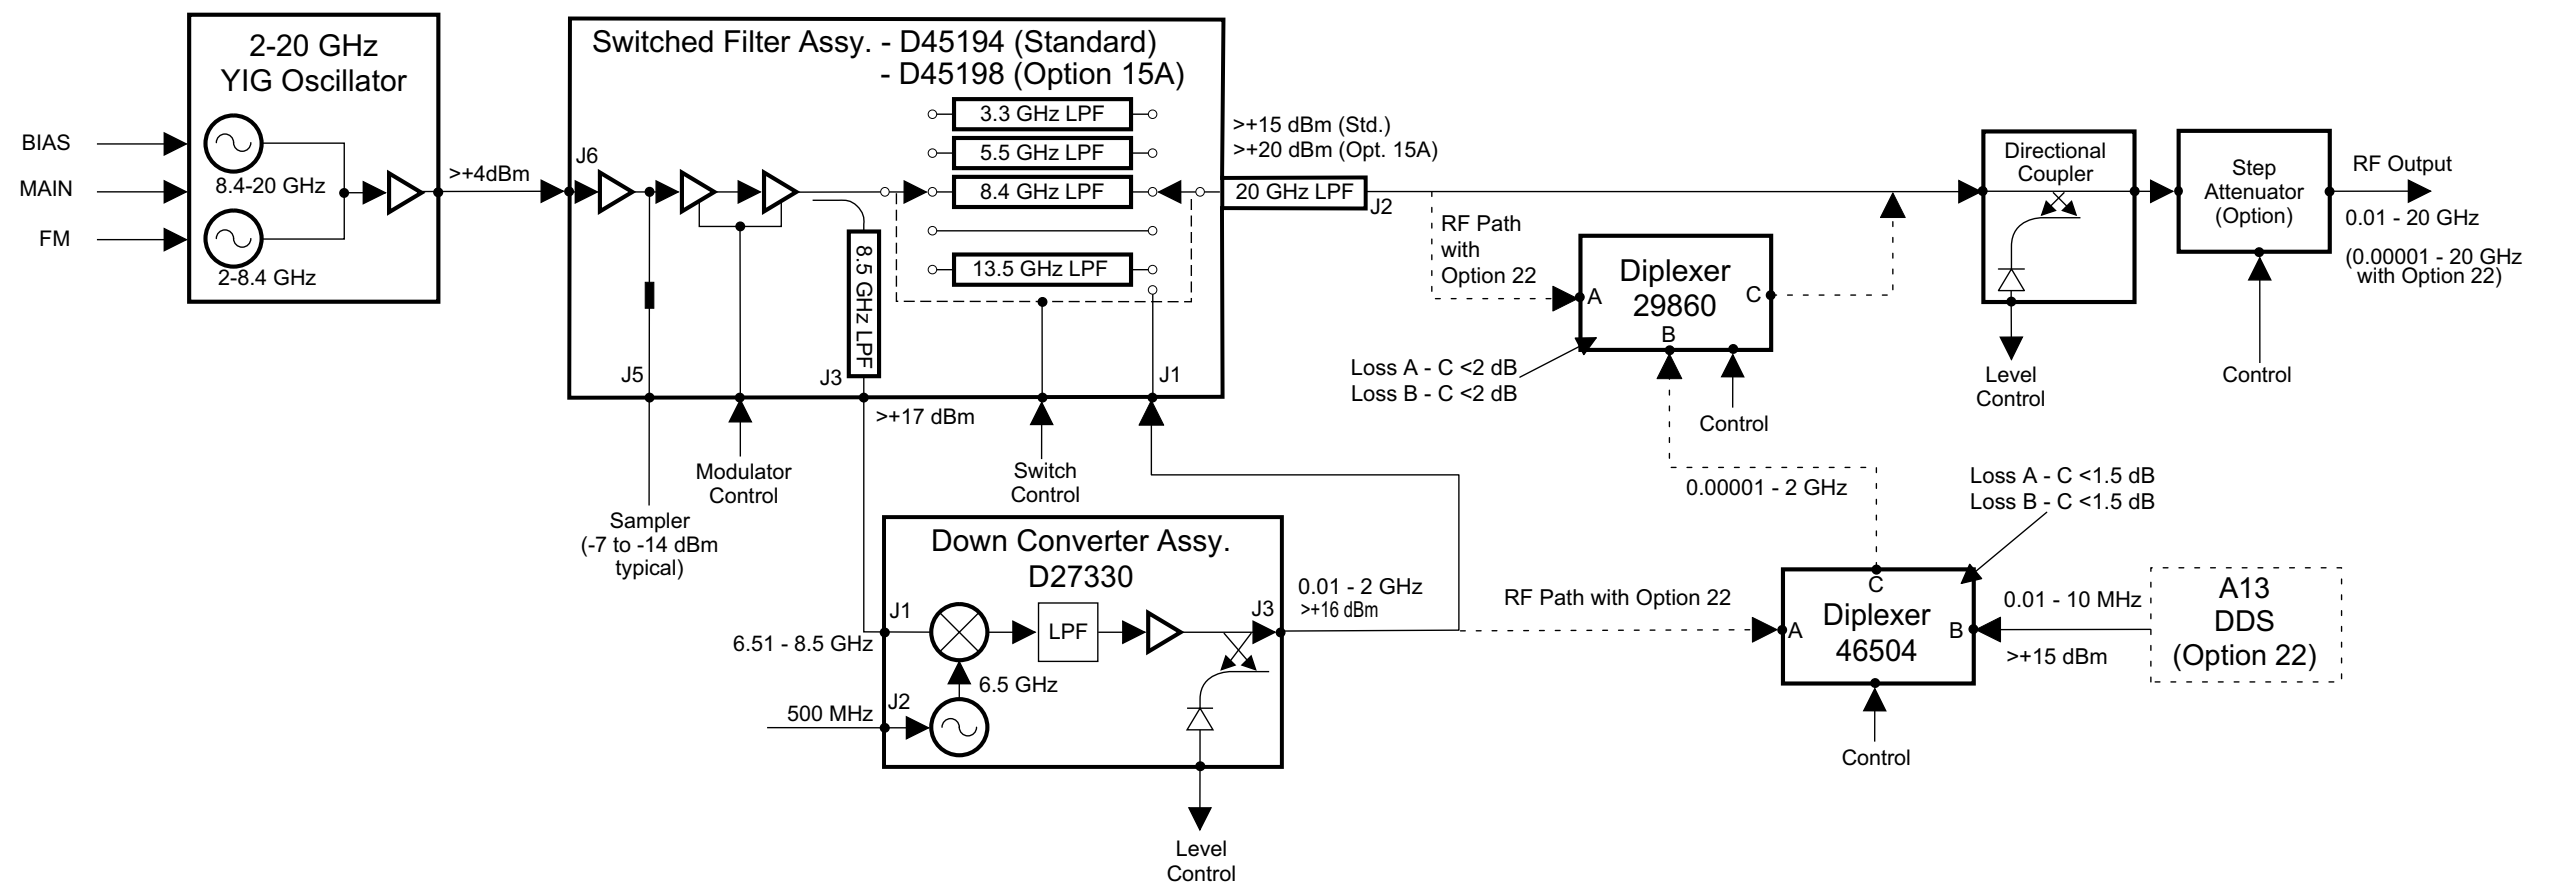 2-20 GHz
YIG Oscillator
BIAS
MAIN
FM
8.4-20 GHz
2-8.4 GHz
>+4dBm
Switched Filter Assy. - D45194 (Standard)
- D45198 (Option 15A)
J6
3.3 GHz LPF
5.5 GHz LPF
8.4 GHz LPF
13.5 GHz LPF
8.5 GHz LPF
J5
J3
J1
>+15 dBm (Std.)
>+20 dBm (Opt. 15A)
20 GHz LPF
J2
RF Path
with
Option 22
Diplexer
29860
A
B
C
Loss A - C <2 dB
Loss B - C <2 dB
Control
Directional
Coupler
Level
Control
Step
Attenuator
(Option)
Control
RF Output
0.01 - 20 GHz
(0.00001 - 20 GHz
with Option 22)
>+17 dBm
Sampler
(-7 to -14 dBm
typical)
Modulator
Control
Switch
Control
Down Converter Assy.
D27330
J1
6.51 - 8.5 GHz
LPF
6.5 GHz
J2
500 MHz
J3
0.01 - 2 GHz
>+16 dBm
Level
Control
RF Path with Option 22
0.00001 - 2 GHz
Loss A - C <1.5 dB
Loss B - C <1.5 dB
C
Diplexer
46504
A
B
Control
0.01 - 10 MHz
>+15 dBm
A13
DDS
(Option 22)